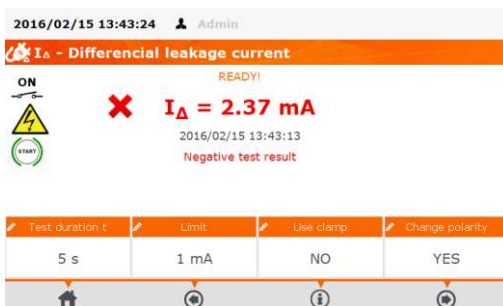 2016/02/15 13:43:24 Admin
IΔ - Differencial leakage current
READY!
ON
IΔ = 2.37 mA
2016/02/15 13:43:13
START
Negative test result
Test duration t Limit Use clamp Change polarity
5 s 1 mA NO YES